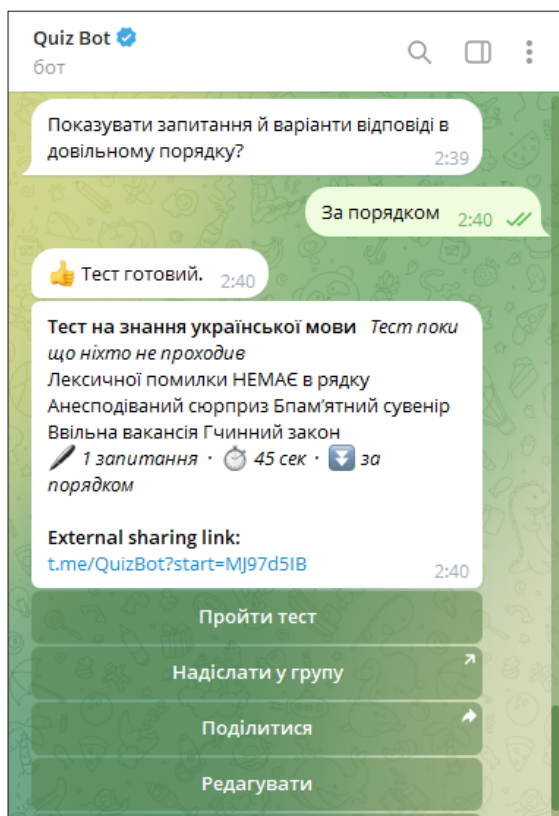 Quiz Bot
бот
Показувати запитання й варіанти відповіді в
довільному порядку?
2:39
За порядком
2:40
Тест готовий.
2:40
Тест на знання української мови Тест поки
що ніхто не проходив
Лексичної помилки НЕМАЄ в рядку
Анесподіваний сюрприз Бпам’ятний сувенір
Ввільна вакансія Гчинний закон
1 запитання · 45 сек · за
порядком
External sharing link:
t.me/QuizBot?start=MJ97d5IB
2:40
Пройти тест
Надіслати у групу
Поділитися
Редагувати